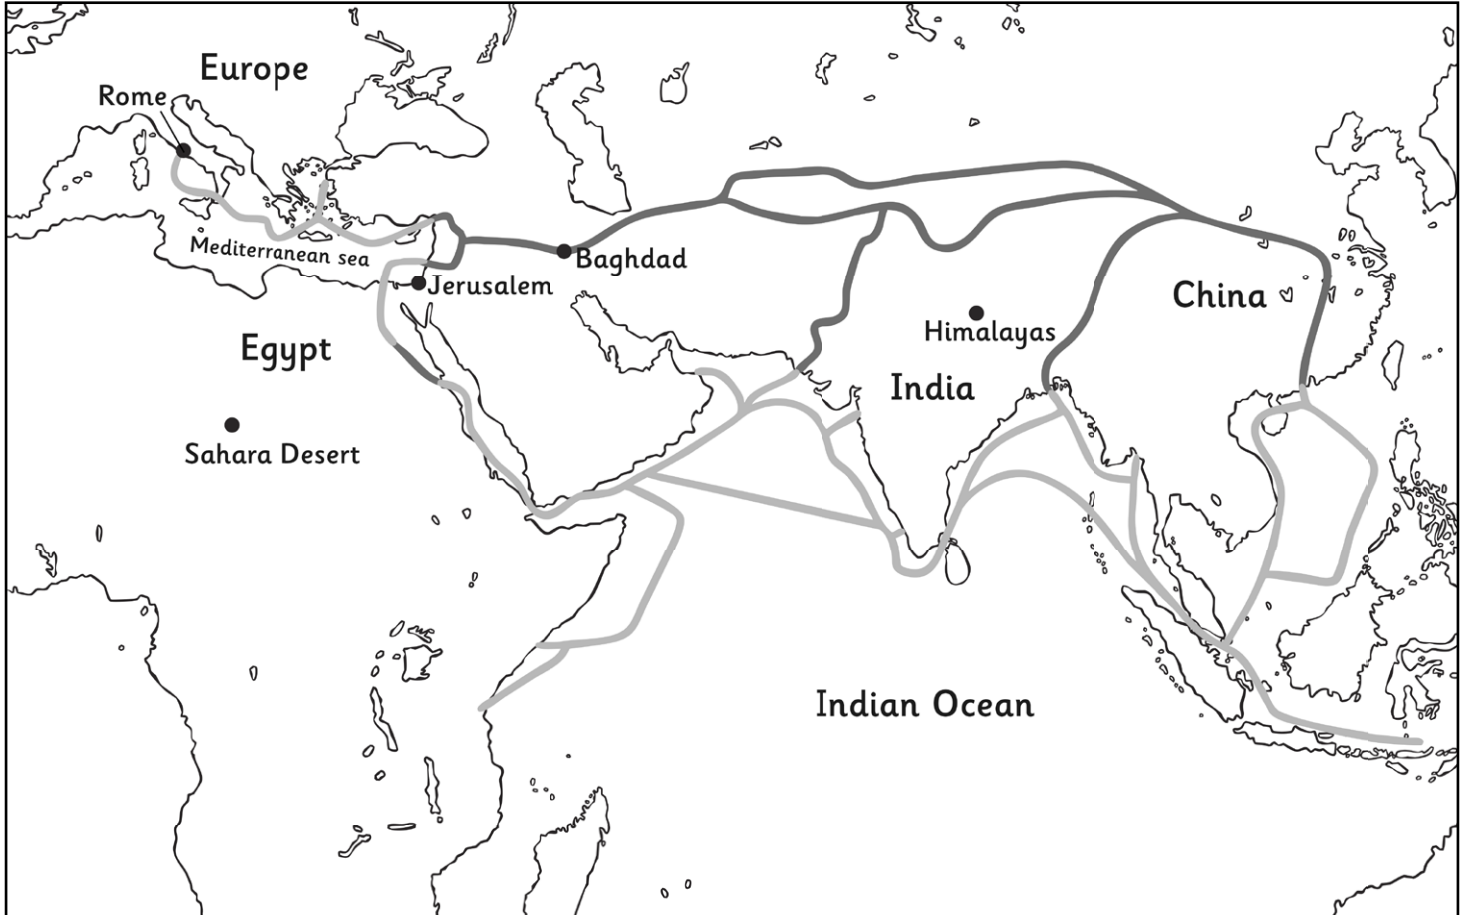 Europe
Rome
Mediterranean sea
Baghdad
Jerusalem
China
Himalayas
Egypt
India
Sahara Desert
Indian Ocean